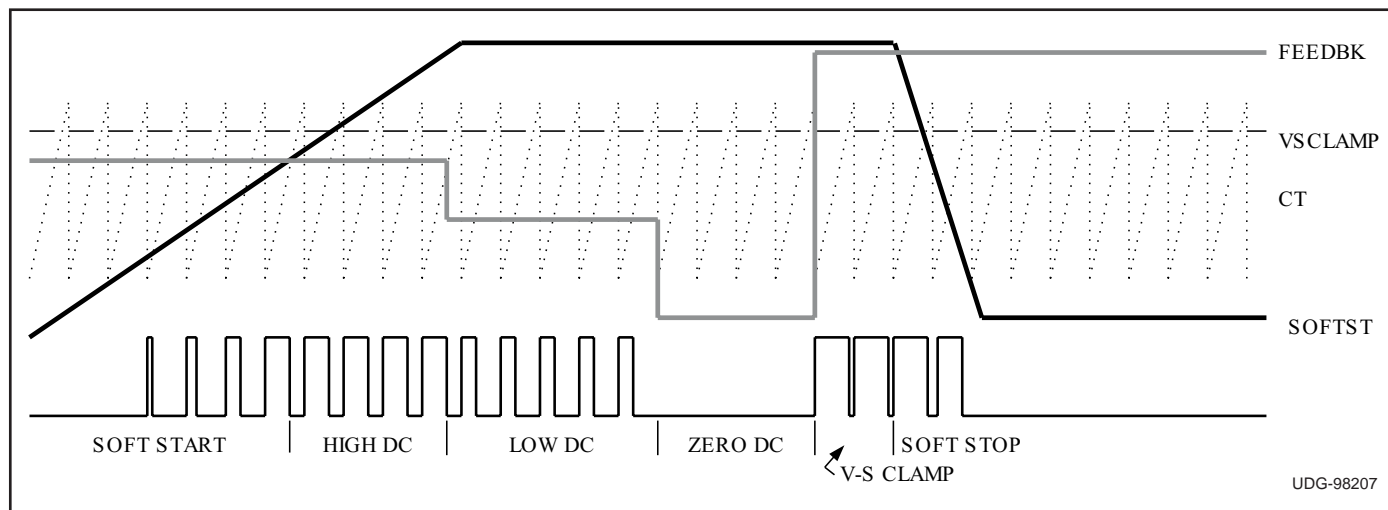 FEEDBK
VSCLAMP
CT
SOFTST
SOFT START
HIGH DC
LOW DC
ZERO DC
SOFT STOP
V-S CLAMP
UDG-98207